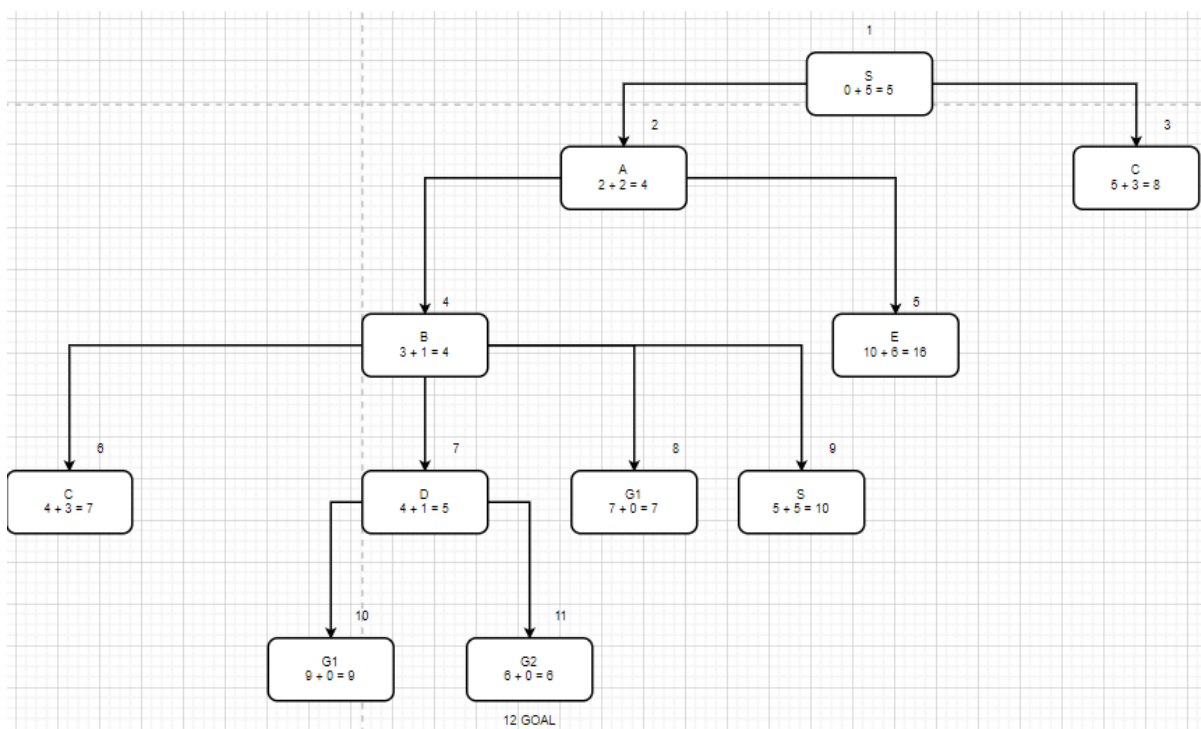 1
S
0 + 5 = 5
2
3
A
2 + 2 = 4
C
5 + 3 = 8
4
5
B
3 + 1 = 4
E
10 + 6 = 16
6
7
8
9
C
4 + 3 = 7
D
4 + 1 = 5
G1
7 + 0 = 7
S
5 + 5 = 10
10
11
G1
9 + 0 = 9
G2
6 + 0 = 6
12 GOAL